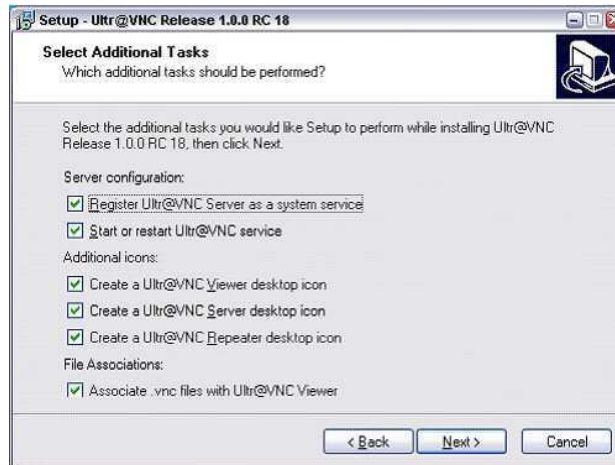 Setup - Ultr@VNC Release 1.0.0 RC 18
Select Additional Tasks
Which additional tasks should be performed?
Select the additional tasks you would like Setup to perform while installing Ultr@VNC
Release 1.0.0 RC 18, then click Next.
Server configuration:
Register Ultr@VNC Server as a system service
Start or restart Ultr@VNC service
Additional icons:
Create a Ultr@VNC Viewer desktop icon
Create a Ultr@VNC Server desktop icon
Create a Ultr@VNC Repeater desktop icon
File Associations:
Associate .vnc files with Ultr@VNC Viewer
< Back Next > Cancel